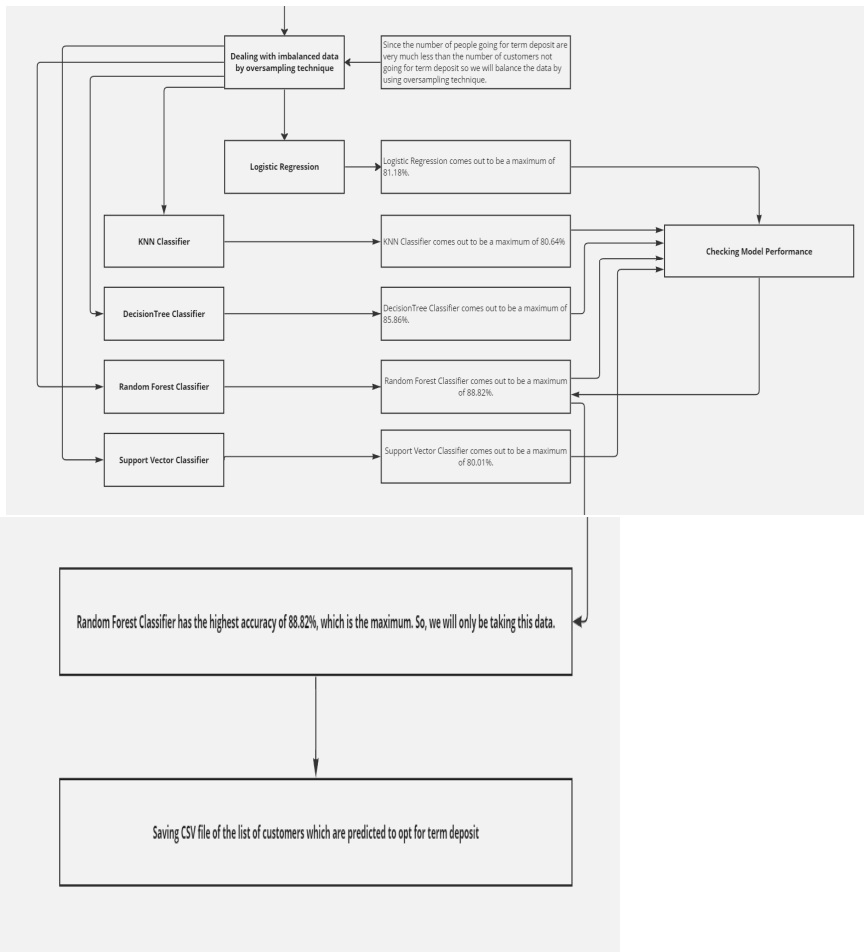 Dealing with imbalanced data
by oversampling technique
Since the number of people going for term deposit are
very much less than the number of customers not
going for term deposit so we will balance the data by
using oversampling technique.
Logistic Regression
Logistic Regression comes out to be a maximum of
81.18%.
KNN Classifier
KNN Classifier comes out to be a maximum of 80.64%
Checking Model Performance
DecisionTree Classifier
DecisionTree Classifier comes out to be a maximum of
85.86%.
Random Forest Classifier
Random Forest Classifier comes out to be a maximum
of 88.82%.
Support Vector Classifier
Support Vector Classifier comes out to be a maximum
of 80.01%.
Random Forest Classifier has the highest accuracy of 88.82%, which is the maximum. So, we will only be taking this data.
Saving CSV file of the list of customers which are predicted to opt for term deposit